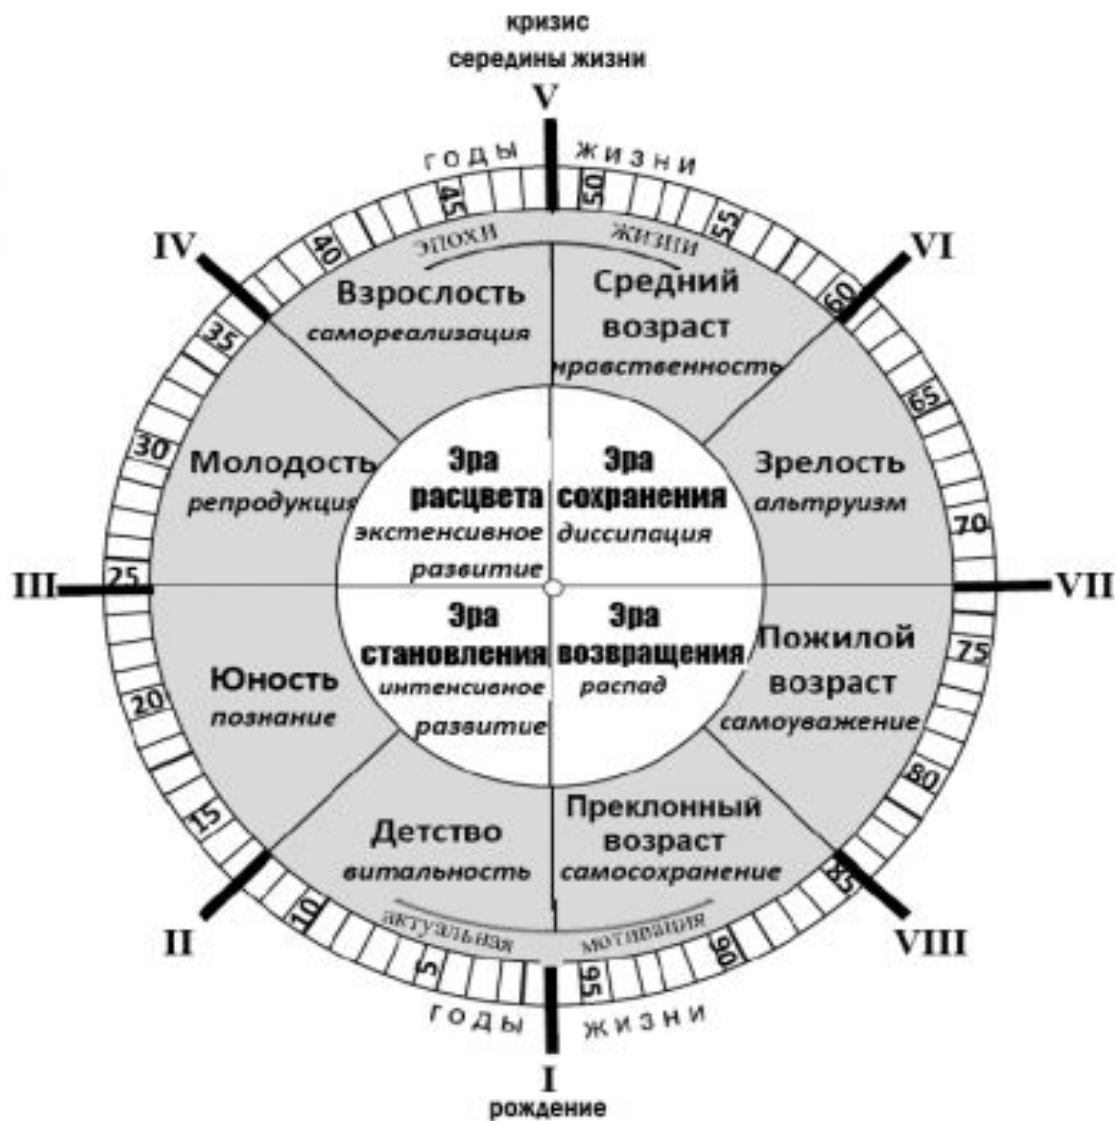 кризис
середины жизни
V
ГОДЫ ЖИЗНИ
45
50
40
55
IV
VI
ЭПОХИ ЖИЗНИ
60
35
Взрослость
самореализация
Средний
возраст
нравственность
65
30
Молодость
репродукция
Эра
расцвета
экстенсивное
развитие
Эра
сохранения
диссипация
Зрелость
альтруизм
70
III
25
VII
Юность
познание
Эра
становления
интенсивное
развитие
Эра
возвращения
распад
Пожилой
возраст
самоуважение
75
20
80
15
Детство
витальность
Преклонный
возраст
самосохранение
85
II
10
актуальная мотивация
90
VIII
5
95
ГОДЫ ЖИЗНИ
I
рождение